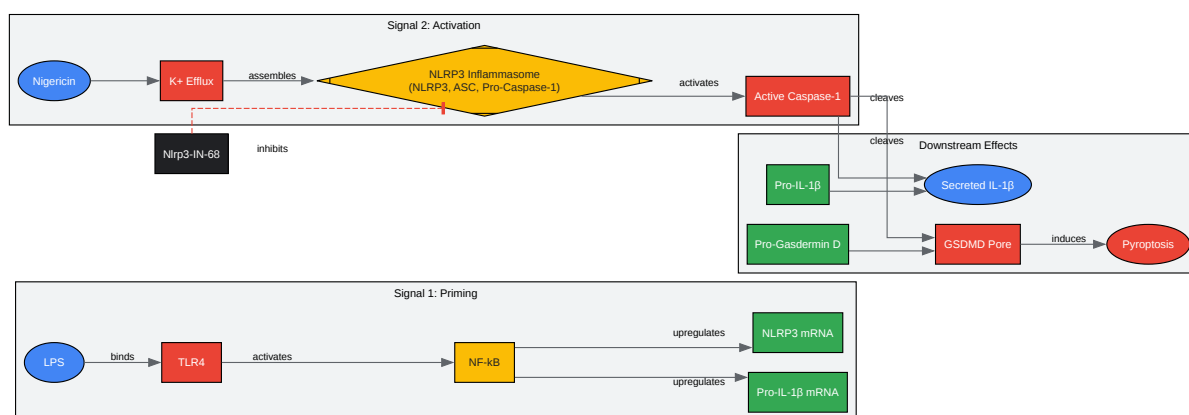 Signal 2: Activation
Nigericin
K+ Efflux
assembles
NLRP3 Inflammasome
(NLRP3, ASC, Pro-Caspase-1)
activates
Active Caspase-1
cleaves
Nlrp3-IN-68
inhibits
cleaves
Downstream Effects
Pro-IL-1β
Secreted IL-1β
Pro-Gasdermin D
GSDMD Pore
induces
Pyroptosis
Signal 1: Priming
LPS
binds
TLR4
activates
NF-kB
upregulates
NLRP3 mRNA
upregulates
Pro-IL-1β mRNA